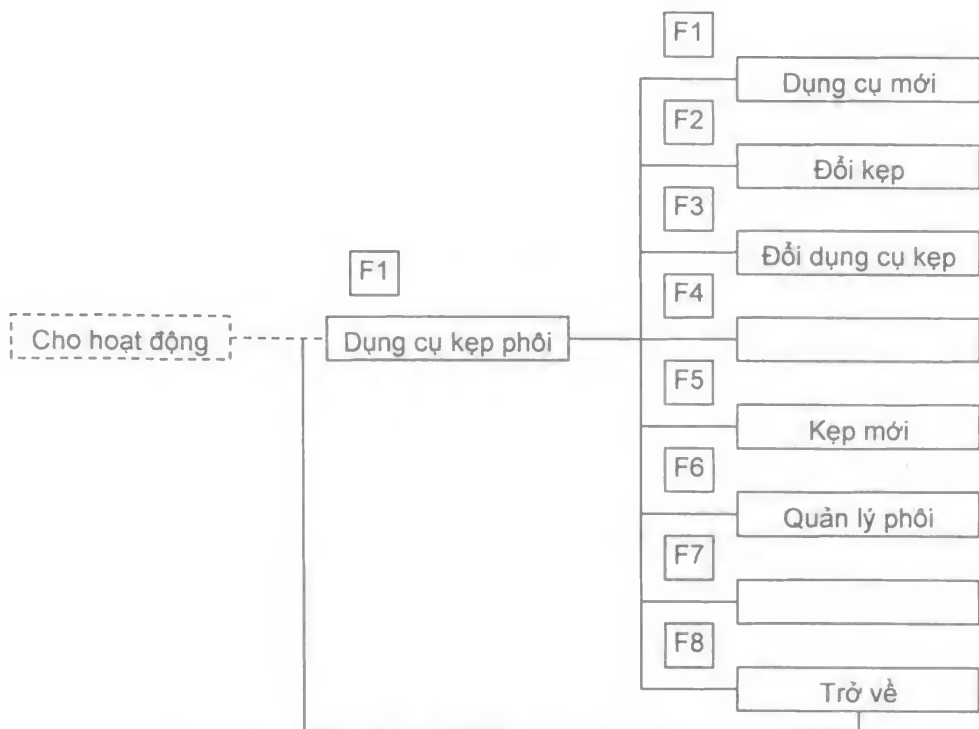 F1
Dụng cụ mới
F2
Đổi kẹp
F3
Đổi dụng cụ kẹp
F1
F4
Cho hoạt động
Dụng cụ kẹp phôi
F5
Kẹp mới
F6
Quản lý phôi
F7
F8
Trở về